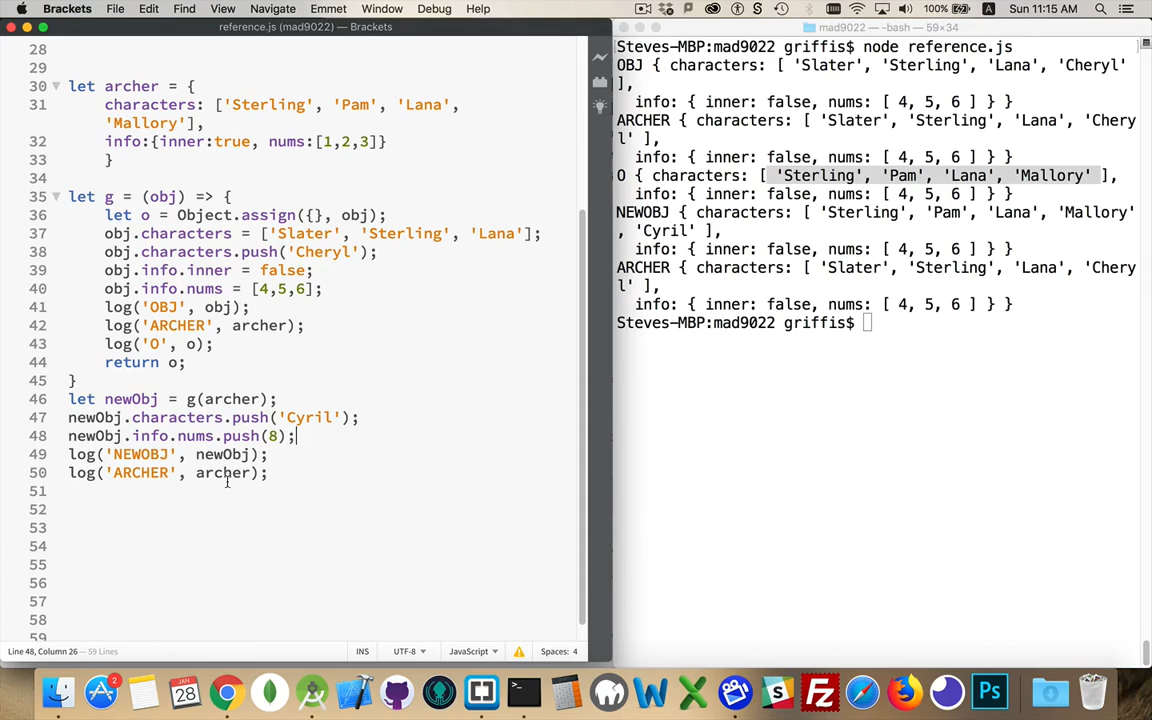 Brackets File Edit Find View Navigate Emmet Window Debug Help 100% Sun 11:15 AM
reference.js (mad9022) — Brackets
mad9022 — -bash — 59×34
28
29
30 let archer = {
31 characters: ['Sterling', 'Pam', 'Lana',
'Mallory'],
32 info:{inner:true, nums:[1,2,3]}
33 }
34
35 let g = (obj) => {
36 let o = Object.assign({}, obj);
37 obj.characters = ['Slater', 'Sterling', 'Lana'];
38 obj.characters.push('Cheryl');
39 obj.info.inner = false;
40 obj.info.nums = [4,5,6];
41 log('OBJ', obj);
42 log('ARCHER', archer);
43 log('O', o);
44 return o;
45 }
46 let newObj = g(archer);
47 newObj.characters.push('Cyril');
48 newObj.info.nums.push(8);
49 log('NEWOBJ', newObj);
50 log('ARCHER', archer);
51
52
53
54
55
56
57
58
59
Line 48, Column 26 — 59 Lines INS UTF-8 JavaScript Spaces: 4
Steves-MBP:mad9022 griffis$ node reference.js
OBJ { characters: [ 'Slater', 'Sterling', 'Lana', 'Cheryl'
],
info: { inner: false, nums: [ 4, 5, 6 ] } }
ARCHER { characters: [ 'Slater', 'Sterling', 'Lana', 'Chery
l' ],
info: { inner: false, nums: [ 4, 5, 6 ] } }
O { characters: [ 'Sterling', 'Pam', 'Lana', 'Mallory' ],
info: { inner: false, nums: [ 4, 5, 6 ] } }
NEWOBJ { characters: [ 'Sterling', 'Pam', 'Lana', 'Mallory'
, 'Cyril' ],
info: { inner: false, nums: [ 4, 5, 6 ] } }
ARCHER { characters: [ 'Slater', 'Sterling', 'Lana', 'Chery
l' ],
info: { inner: false, nums: [ 4, 5, 6 ] } }
Steves-MBP:mad9022 griffis$
2
28
Ps